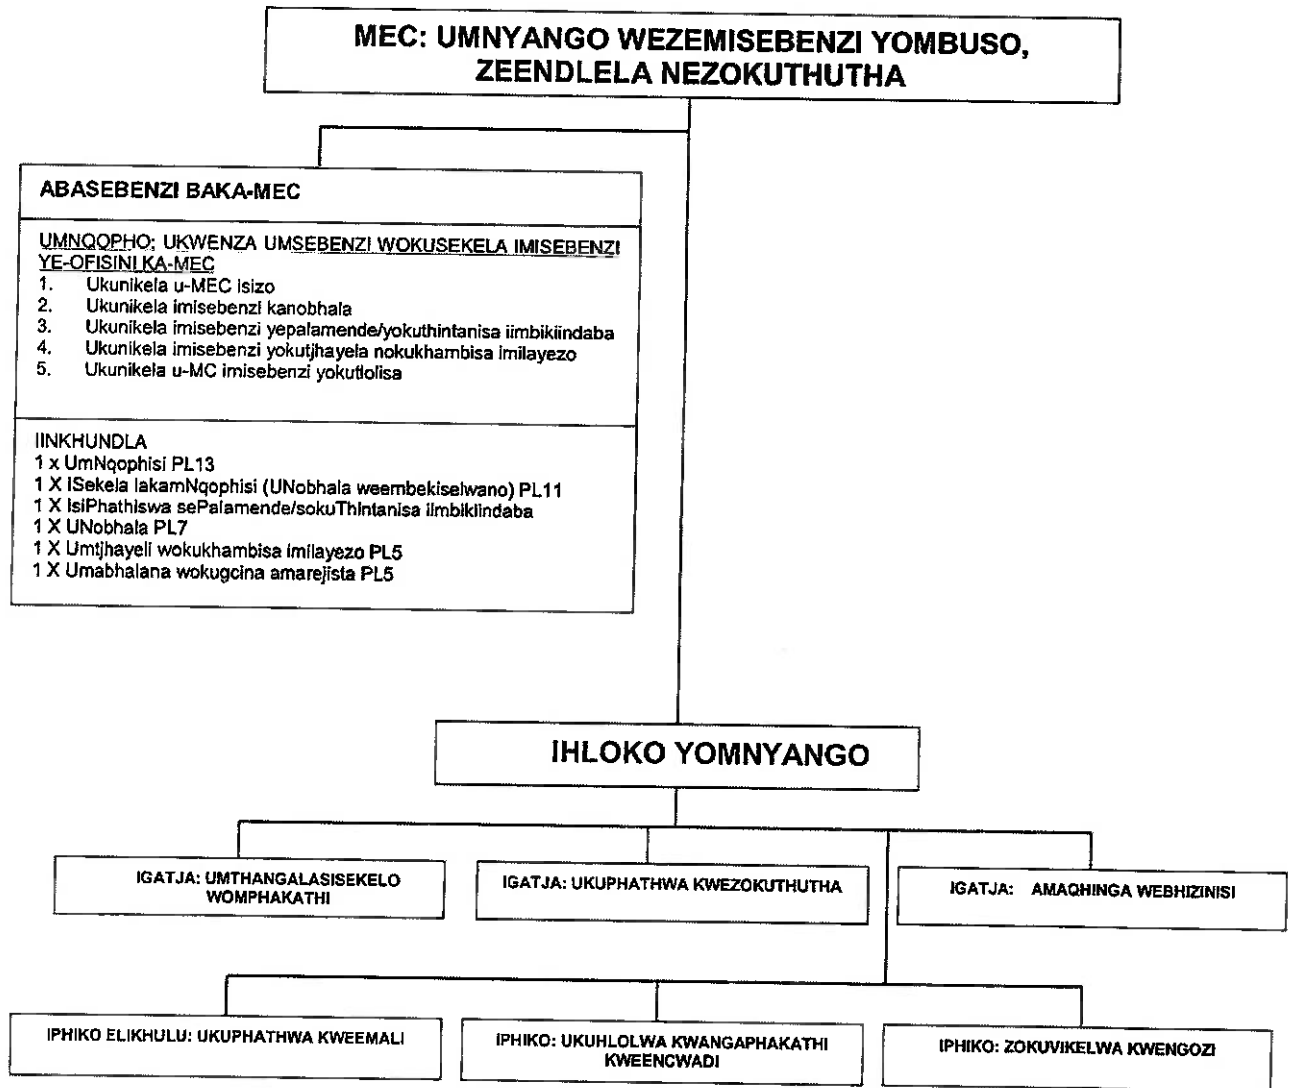 MEC: UMNYANGO WEZEMISEBENZI YOMBUSO,
ZEENDLELA NEZOKUTHUTHA
ABASEBENZI BAKA-MEC
UMNQOPHO: UKWENZA UMSEBENZI WOKUSEKELA IMISEBENZI
YE-OFISINI KA-MEC
1. Ukunikela u-MEC isizo
2. Ukunikela imisebenzi kanobhala
3. Ukunikela imisebenzi yepalamende/yokuthintanisa iimbikiindaba
4. Ukunikela imisebenzi yokutjhayela nokukhambisa imilayezo
5. Ukunikela u-MC imisebenzi yokutlolisa
IINKHUNDLA
1 x UmNqophisi PL13
1 X ISekela lakamNqophisi (UNobhala weembekiselwano) PL11
1 X IsiPhathiswa sePalamende/sokuThintanisa iimbikiindaba
1 X UNobhala PL7
1 X Umtjhayeli wokukhambisa imilayezo PL5
1 X Umabhalana wokugcina amarejista PL5
IHLOKO YOMNYANGO
IGATJA: UMTHANGALASISEKELO
WOMPHAKATHI
IGATJA: UKUPHATHWA KWEZOKUTHUTHA
IGATJA: AMAQHINGA WEBHIZINISI
IPHIKO ELIKHULU: UKUPHATHWA KWEEMALI
IPHIKO: UKUHLOLWA KWANGAPHAKATHI
KWEENCWADI
IPHIKO: ZOKUVIKELWA KWENGOZI